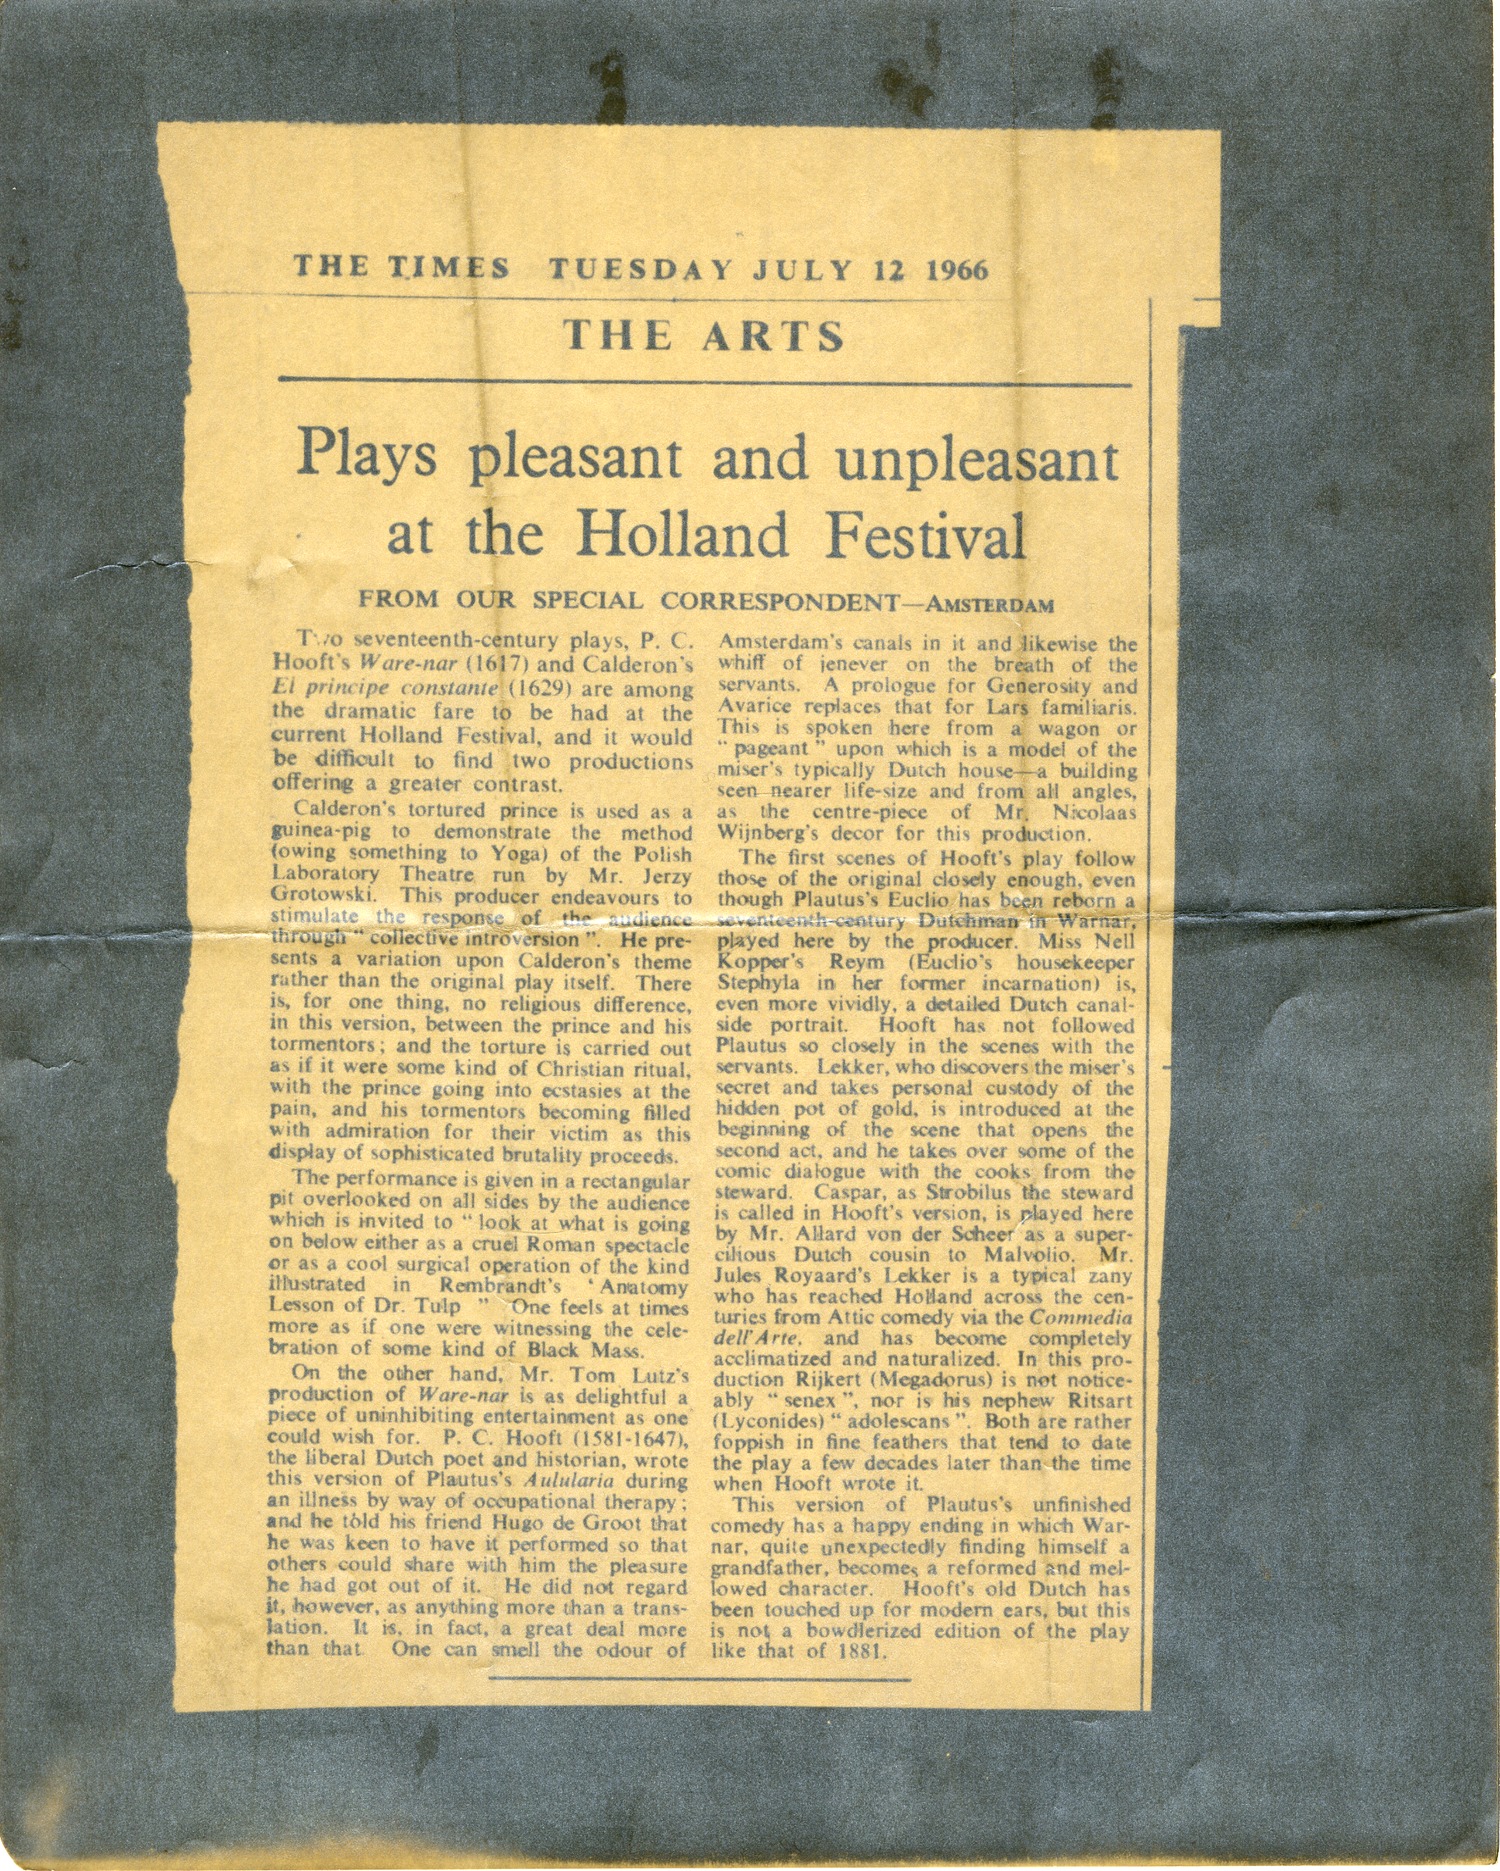 THE TIMES TUESDAY JULY 12 1966
THE ARTS
Plays pleasant and unpleasant
at the Holland Festival
FROM OUR SPECIAL CORRESPONDENT—AMSTERDAM
Two seventeenth-century plays, P. C.
Hooft's Ware-nar (1617) and Calderon's
El principe constante (1629) are among
the dramatic fare to be had at the
current Holland Festival, and it would
be difficult to find two productions
offering a greater contrast.
Calderon's tortured prince is used as a
guinea-pig to demonstrate the method
(owing something to Yoga) of the Polish
Laboratory Theatre run by Mr. Jerzy
Grotowski. This producer endeavours to
stimulate the response of the audience
through "collective introversion". He pre-
sents a variation upon Calderon's theme
rather than the original play itself. There
is, for one thing, no religious difference,
in this version, between the prince and his
tormentors; and the torture is carried out
as if it were some kind of Christian ritual,
with the prince going into ecstasies at the
pain, and his tormentors becoming filled
with admiration for their victim as this
display of sophisticated brutality proceeds.
The performance is given in a rectangular
pit overlooked on all sides by the audience
which is invited to "look at what is going
on below either as a cruel Roman spectacle
or as a cool surgical operation of the kind
illustrated in Rembrandt's 'Anatomy
Lesson of Dr. Tulp " One feels at times
more as if one were witnessing the cele-
bration of some kind of Black Mass.
On the other hand, Mr. Tom Lutz's
production of Ware-nar is as delightful a
piece of uninhibiting entertainment as one
could wish for. P. C. Hooft (1581-1647),
the liberal Dutch poet and historian, wrote
this version of Plautus's Aulularia during
an illness by way of occupational therapy;
and he told his friend Hugo de Groot that
he was keen to have it performed so that
others could share with him the pleasure
he had got out of it. He did not regard
it, however, as anything more than a trans-
lation. It is, in fact, a great deal more
than that. One can smell the odour of
Amsterdam's canals in it and likewise the
whiff of jenever on the breath of the
servants. A prologue for Generosity and
Avarice replaces that for Lars familiaris.
This is spoken here from a wagon or
"pageant" upon which is a model of the
miser's typically Dutch house—a building
seen nearer life-size and from all angles,
as the centre-piece of Mr. Nicolaas
Wijnberg's decor for this production.
The first scenes of Hooft's play follow
those of the original closely enough, even
though Plautus's Euclio has been reborn a
seventeenth-century Dutchman in Warnar,
played here by the producer. Miss Nell
Kopper's Reym (Euclio's housekeeper
Stephyla in her former incarnation) is,
even more vividly, a detailed Dutch canal-
side portrait. Hooft has not followed
Plautus so closely in the scenes with the
servants. Lekker, who discovers the miser's
secret and takes personal custody of the
hidden pot of gold, is introduced at the
beginning of the scene that opens the
second act, and he takes over some of the
comic dialogue with the cooks from the
steward. Caspar, as Strobilus the steward
is called in Hooft's version, is played here
by Mr. Allard von der Scheer as a super-
cilious Dutch cousin to Malvolio. Mr.
Jules Royaard's Lekker is a typical zany
who has reached Holland across the cen-
turies from Attic comedy via the Commedia
dell'Arte, and has become completely
acclimatized and naturalized. In this pro-
duction Rijkert (Megadorus) is not notice-
ably "senex", nor is his nephew Ritsart
(Lyconides) "adolescans". Both are rather
foppish in fine feathers that tend to date
the play a few decades later than the time
when Hooft wrote it.
This version of Plautus's unfinished
comedy has a happy ending in which War-
nar, quite unexpectedly finding himself a
grandfather, becomes a reformed and mel-
lowed character. Hooft's old Dutch has
been touched up for modern ears, but this
is not a bowdlerized edition of the play
like that of 1881.